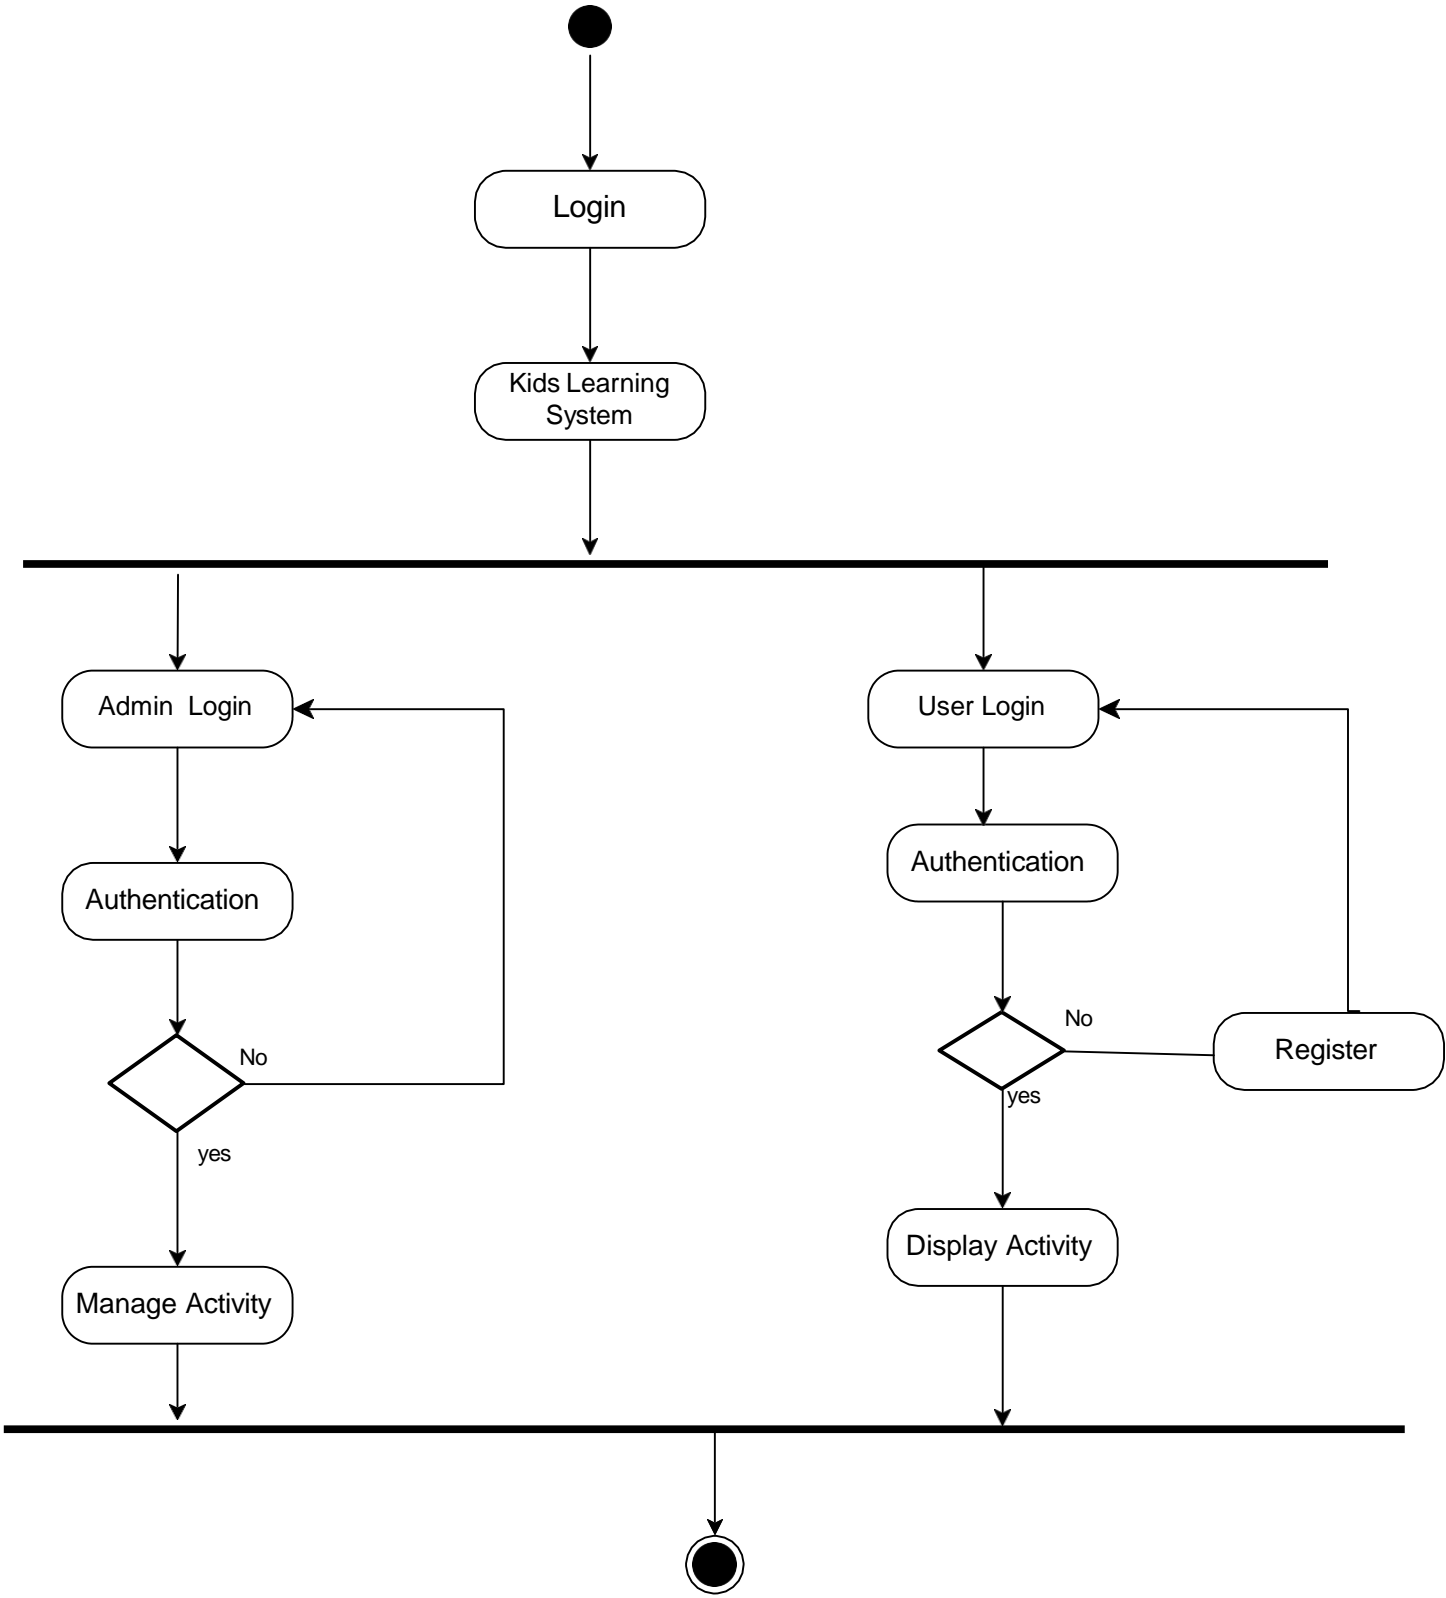 Login
Kids Learning
System
Admin Login
User Login
Authentication
Authentication
No
No
Register
yes
yes
Display Activity
Manage Activity